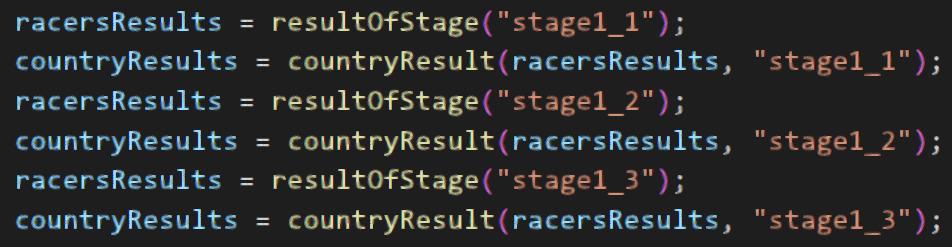 racersResults = resultOfStage("stage1_1");
countryResults = countryResult(racersResults, "stage1_1");
racersResults = resultOfStage("stage1_2");
countryResults = countryResult(racersResults, "stage1_2");
racersResults = resultOfStage("stage1_3");
countryResults = countryResult(racersResults, "stage1_3");